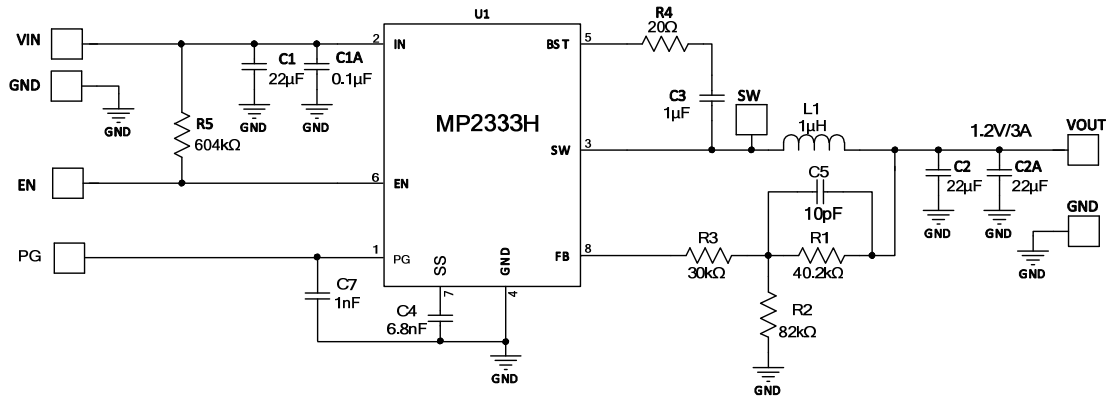 U1
VIN
2
IN
C1
22µF
C1A
0.1µF
GND
GND
GND
GND
R5
604kΩ
EN
6
EN
PG
1
PG
C7
1nF
SS
7
C4
6.8nF
GND
4
GND
MP2333H
BST
5
R4
20Ω
C3
1µF
SW
SW
3
L1
1µH
1.2V/3A
VOUT
C2
22µF
C2A
22µF
GND
GND
GND
GND
C5
10pF
FB
8
R3
30kΩ
R1
40.2kΩ
R2
82kΩ
GND